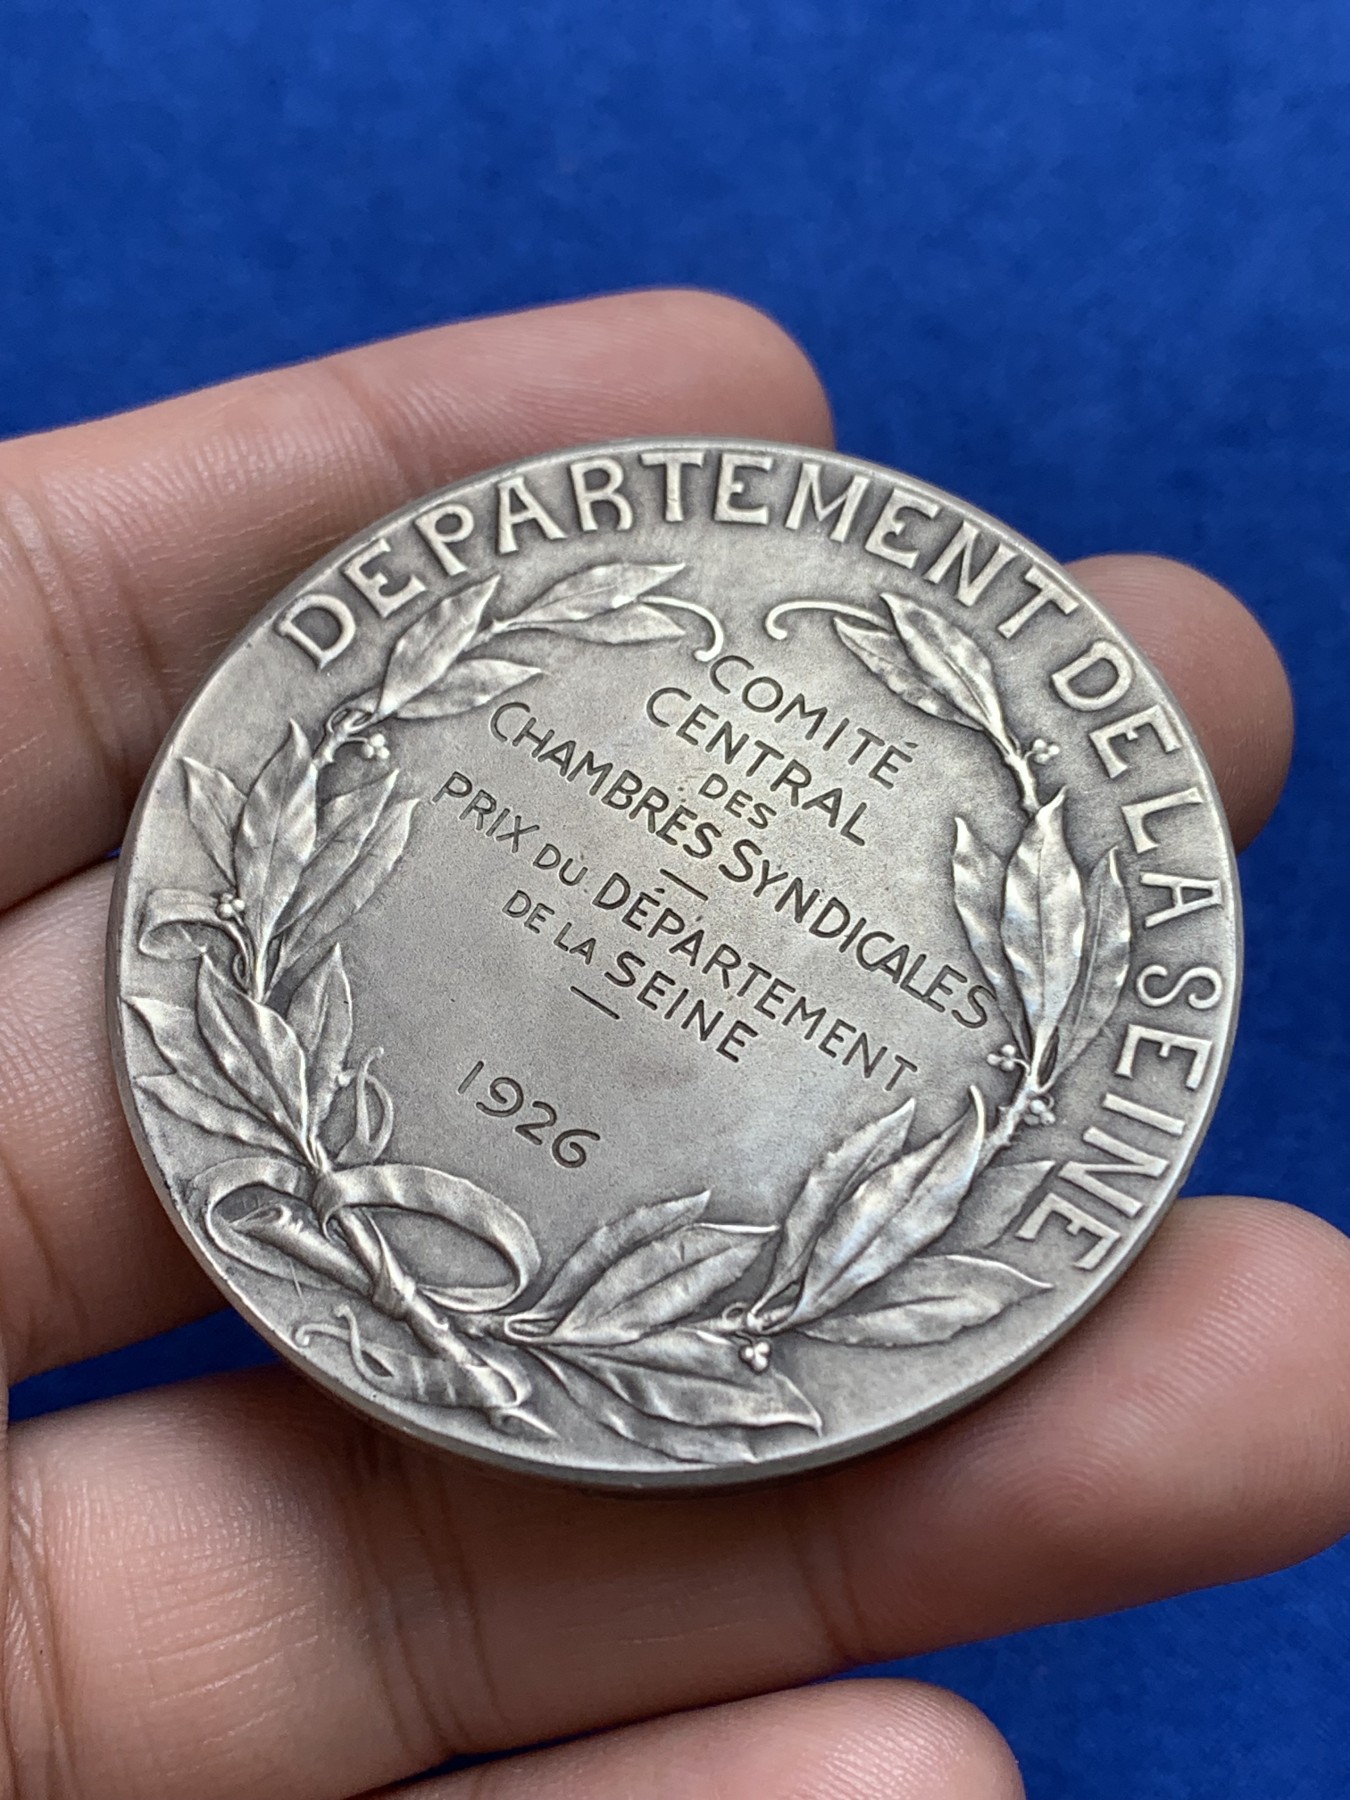 DEPARTEMENT DE LA SEINE
COMITÉ
CENTRAL
DES
CHAMBRES SYNDICALES
PRIX DU DÉPARTEMENT
DE LA SEINE
1926